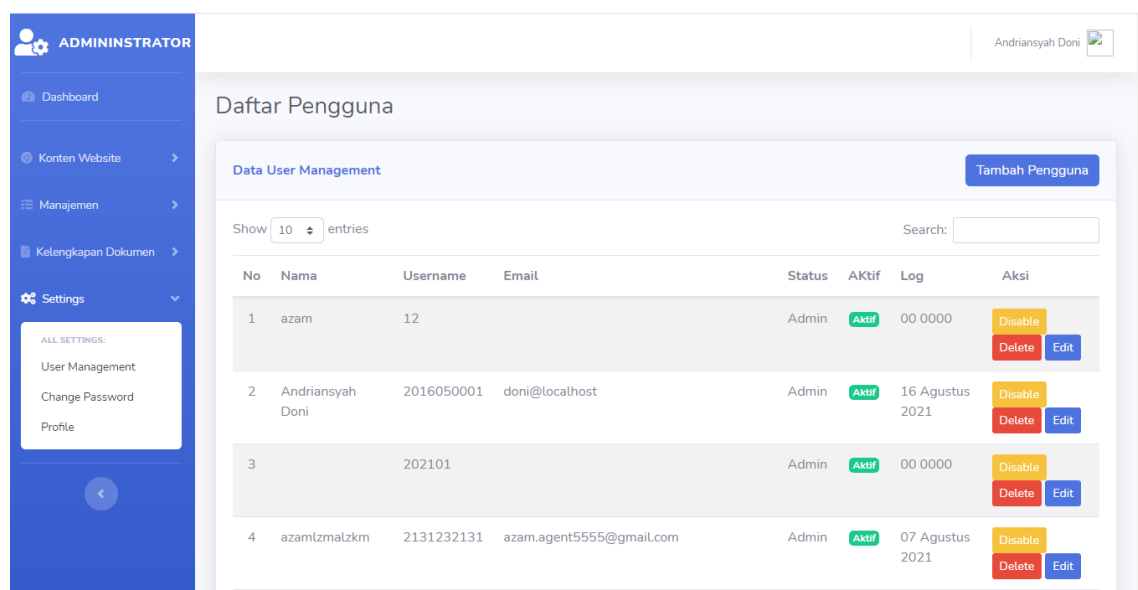 ADMININSTRATOR
Andriansyah Doni
Dashboard
Konten Website
Manajemen
Kelengkapan Dokumen
Settings
ALL SETTINGS:
User Management
Change Password
Profile
Daftar Pengguna
Data User Management
Tambah Pengguna
Show 10 entries
Search:
No Nama Username Email Status AKtif Log Aksi
1 azam 12 Admin Aktif 00 0000 Disable
Delete Edit
2 Andriansyah 2016050001 doni@localhost Admin Aktif 16 Agustus Disable
Doni 2021 Delete Edit
3 202101 Admin Aktif 00 0000 Disable
Delete Edit
4 azamlzmalzkm 2131232131 azam.agent5555@gmail.com Admin Aktif 07 Agustus Disable
2021 Delete Edit